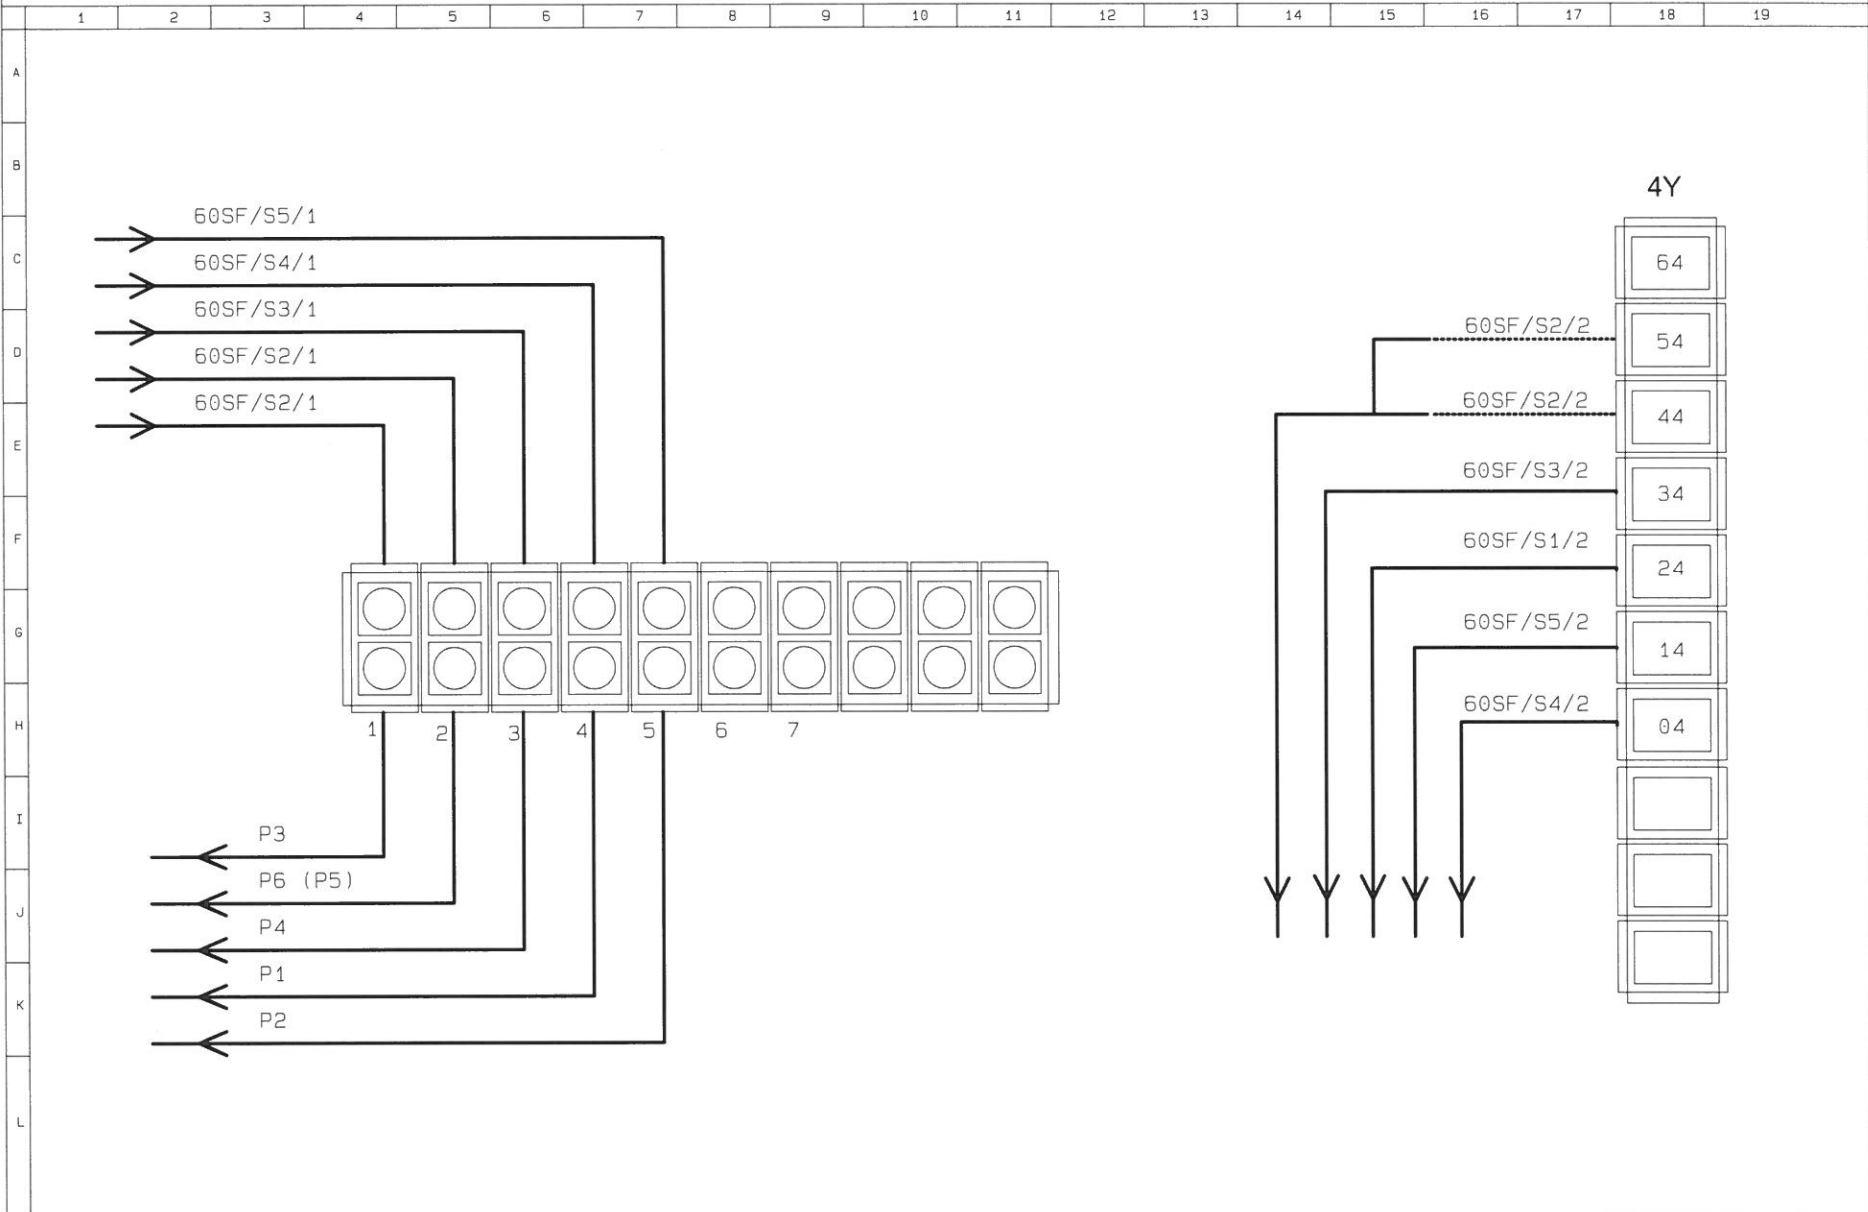 1 2 3 4 5 6 7 8 9 10 11 12 13 14 15 16 17 18 19
A
B
4Y
60SF/S5/1
C
64
60SF/S4/1
60SF/S3/1
60SF/S2/2
54
D
60SF/S2/1
60SF/S2/1
60SF/S2/2
44
E
60SF/S3/2
34
F
60SF/S1/2
24
G
60SF/S5/2
14
60SF/S4/2
04
H
1 2 3 4 5 6 7
I
P3
P6 (P5)
J
P4
P1
K
P2
L